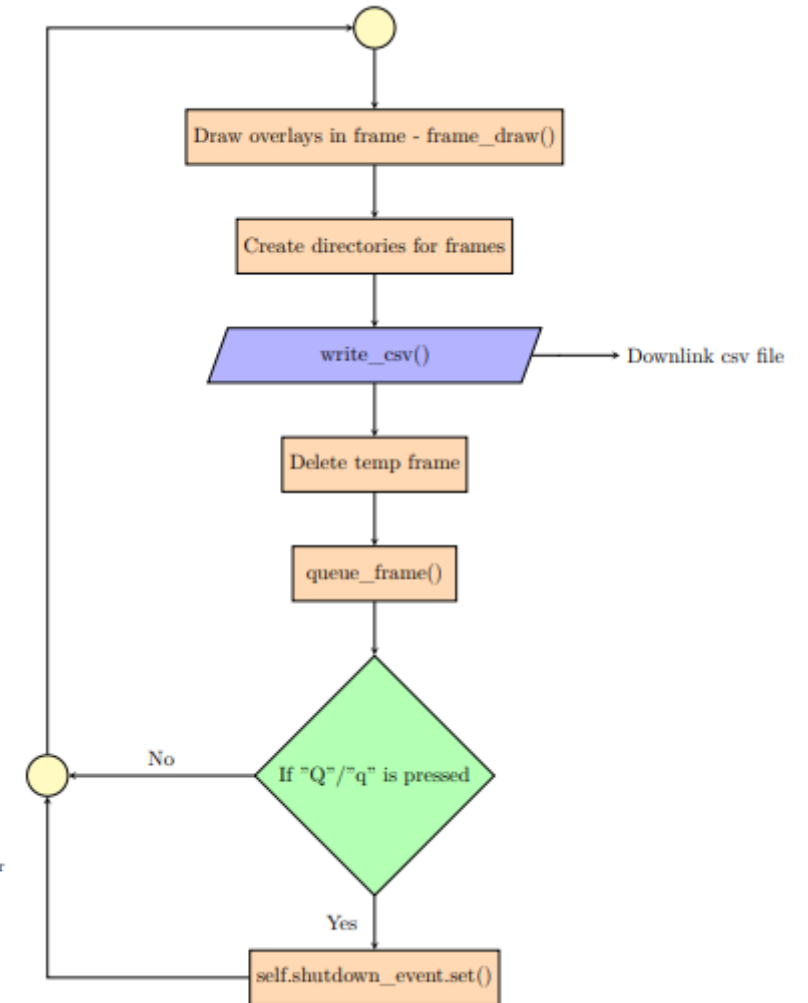 Draw overlays in frame - frame_draw()
Create directories for frames
write_csv()
Downlink csv file
Delete temp frame
queue_frame()
No
If ”Q”/”q” is pressed
r
Yes
self.shutdown_event.set()